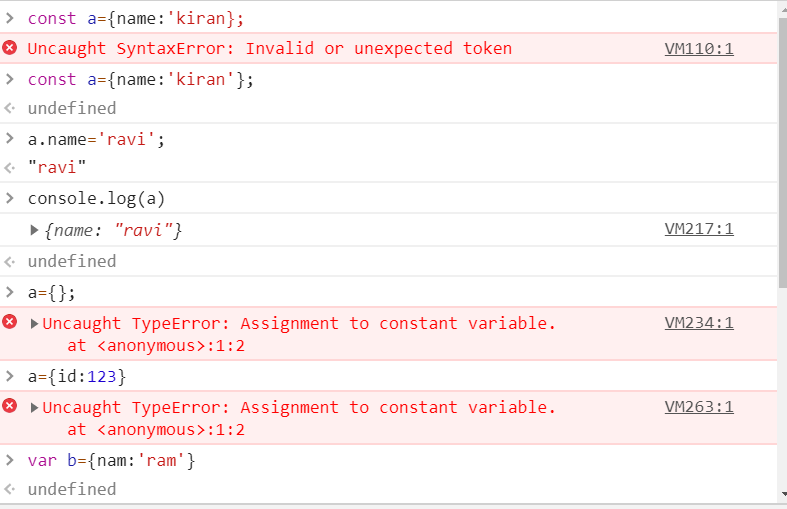 const a={name:'kiran};
Uncaught SyntaxError: Invalid or unexpected token VM110:1
const a={name:'kiran'};
undefined
a.name='ravi';
"ravi"
console.log(a)
{name: "ravi"} VM217:1
undefined
a={};
Uncaught TypeError: Assignment to constant variable. VM234:1
at <anonymous>:1:2
a={id:123}
Uncaught TypeError: Assignment to constant variable. VM263:1
at <anonymous>:1:2
var b={nam:'ram'}
undefined